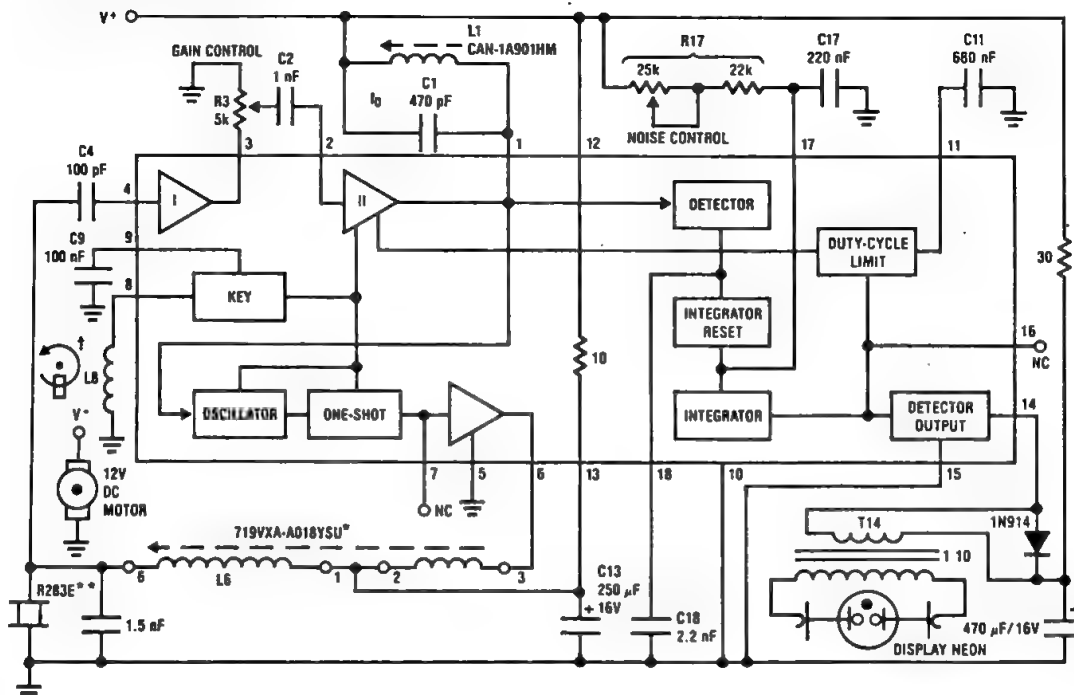 V+
GAIN CONTROL
R3
5k
C2
1 nF
L1
CAN-1A901HM
I0
C1
470 pF
R17
25k
22k
NOISE CONTROL
C17
220 nF
C11
680 nF
3
2
1
12
17
11
C4
100 pF
4
I
II
DETECTOR
DUTY-CYCLE
LIMIT
30
C9
100 nF
9
8
KEY
INTEGRATOR
RESET
16
NC
†
L8
10
OSCILLATOR
ONE-SHOT
INTEGRATOR
DETECTOR
OUTPUT
14
V+
12V
DC
MOTOR
7
5
6
13
18
10
15
NC
719VXA-A018YSU*
T14
1N914
1 10
6
L6
1
2
3
R283E**
1.5 nF
C13
250 µF
+ 16V
C18
2.2 nF
DISPLAY NEON
470 µF/16V
+